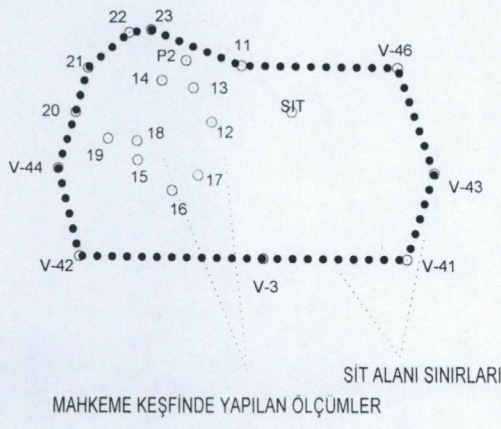 22
23
P2
11
V-46
21
14
13
SIT
20
12
18
19
V-44
15
17
V-43
16
V-42
V-41
V-3
SİT ALANI SINIRLARI
MAHKEME KEŞFİNDE YAPILAN ÖLÇÜMLER